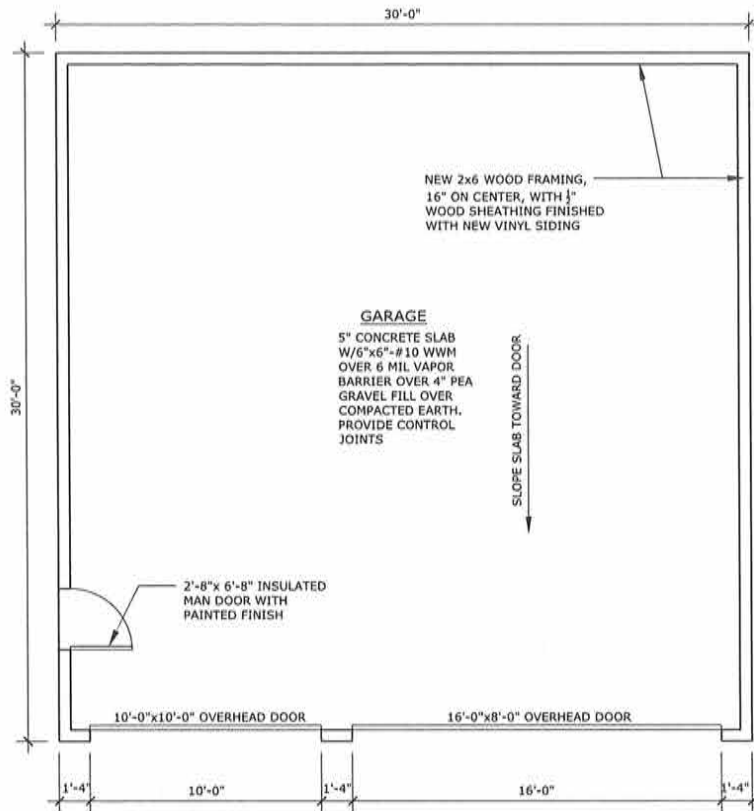 30'-0"
NEW 2x6 WOOD FRAMING,
16" ON CENTER, WITH ½"
WOOD SHEATHING FINISHED
WITH NEW VINYL SIDING
GARAGE
5" CONCRETE SLAB
W/6"x6"-#10 WWM
OVER 6 MIL VAPOR
BARRIER OVER 4" PEA
GRAVEL FILL OVER
COMPACTED EARTH.
PROVIDE CONTROL
JOINTS
SLOPE SLAB TOWARD DOOR
30'-0"
2'-8"x 6'-8" INSULATED
MAN DOOR WITH
PAINTED FINISH
10'-0"x10'-0" OVERHEAD DOOR
16'-0"x8'-0" OVERHEAD DOOR
1'-4"
10'-0"
1'-4"
16'-0"
1'-4"